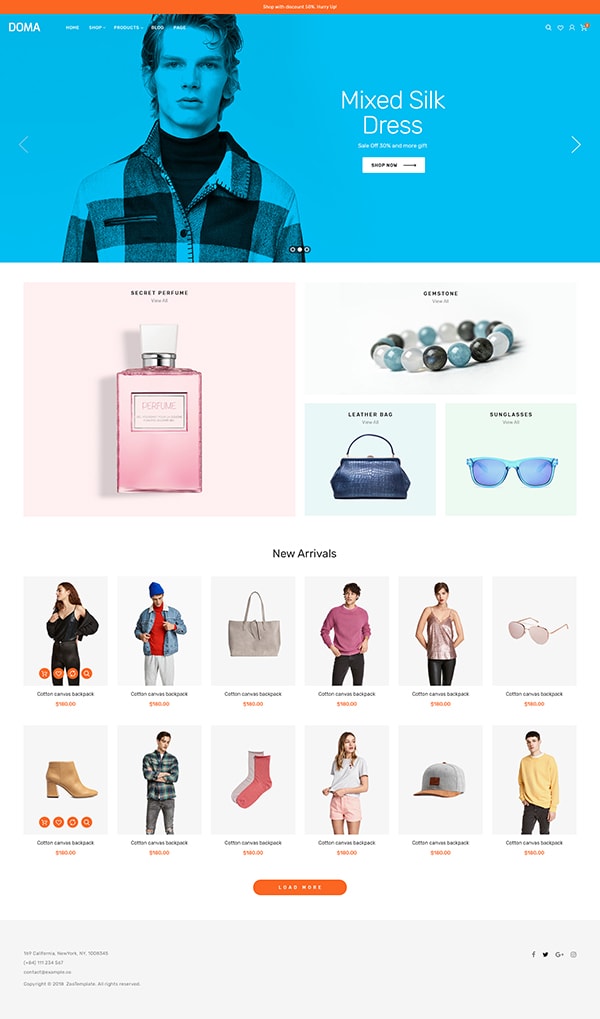 Shop with discount 50%. Hurry Up!
DOMA HOME SHOP PRODUCTS BLOG PAGE
Mixed Silk
Dress
Sale Off 30% and more gift
SHOP NOW
SECRET PERFUME
View All
GEMSTONE
View All
PERFUME
LEATHER BAG
View All
SUNGLASSES
View All
New Arrivals
Cotton canvas backpack Cotton canvas backpack Cotton canvas backpack Cotton canvas backpack Cotton canvas backpack Cotton canvas backpack
$180.00 $180.00 $180.00 $180.00 $180.00 $180.00
Cotton canvas backpack Cotton canvas backpack Cotton canvas backpack Cotton canvas backpack Cotton canvas backpack Cotton canvas backpack
$180.00 $180.00 $180.00 $180.00 $180.00 $180.00
LOAD MORE
169 California, NewYork, NY, 1008345
(+84) 111 234 567
contact@example.co
Copyright © 2018 ZooTemplate. All rights reserved.